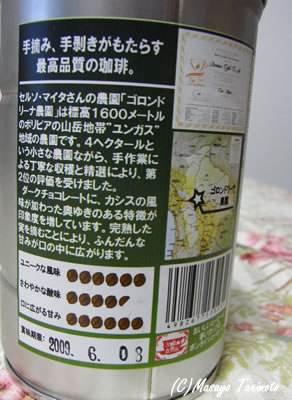 手摘み、手剥きがもたらす
最高品質の珈琲。
セルソ・マイタさんの農園「ゴロンド
リーナ農園」は標高1600メートル
のボリビアの山岳地帯"ユンガス"
地域の農園です。4ヘクタールと
いう小さな農園ながら、手作業に
よる丁寧な収穫と精選により、第
2位の評価を受けました。
ダークチョコレートに、カシスの風
味が加わった奥ゆきのある特徴が
印象度を増しています。完熟した
実を摘むことにより、ふんだんな
甘みが口の中に広がります。
ユニークな風味
さわやかな酸味
口に広がる甘み
賞味期限:
2009. 6. 03
ゴロンドリーナ
農園
(C)Masayo Tanimoto